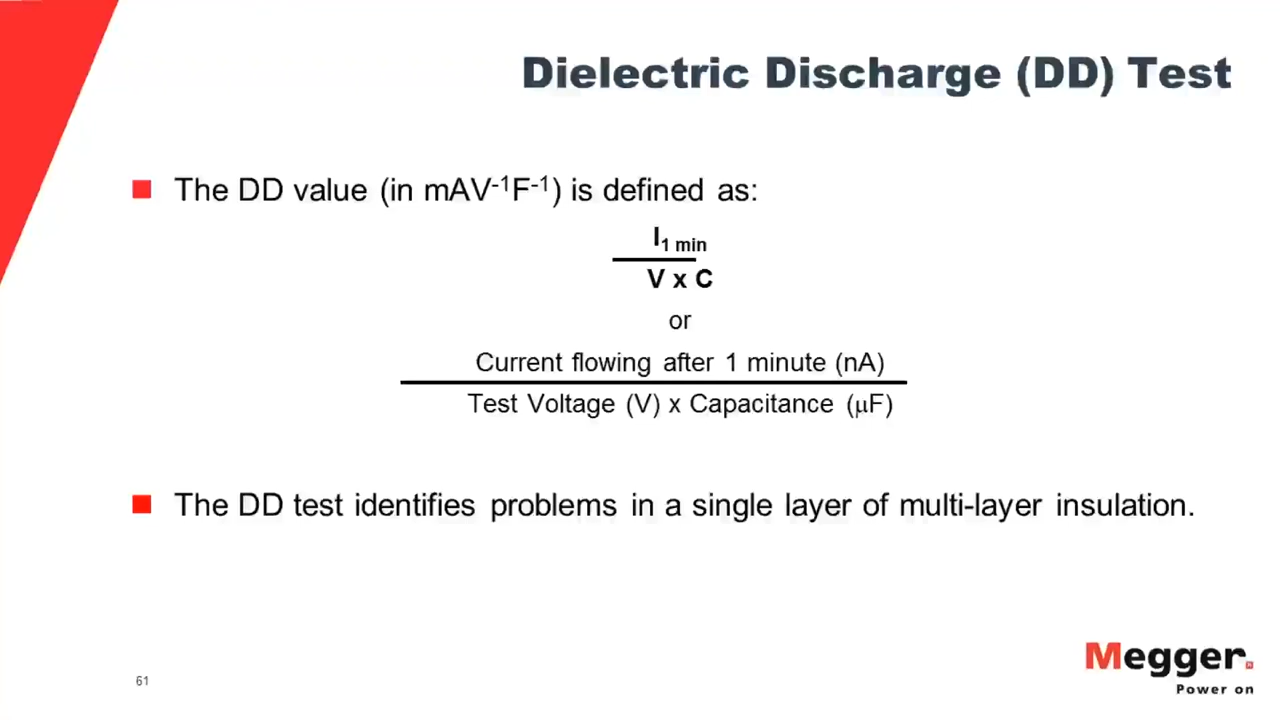 Dielectric Discharge (DD) Test
The DD value (in mAV⁻¹F⁻¹) is defined as:
I₁ ₘᵢₙ
V x C
or
Current flowing after 1 minute (nA)
Test Voltage (V) x Capacitance (μF)
The DD test identifies problems in a single layer of multi-layer insulation.
Megger
Power on
61